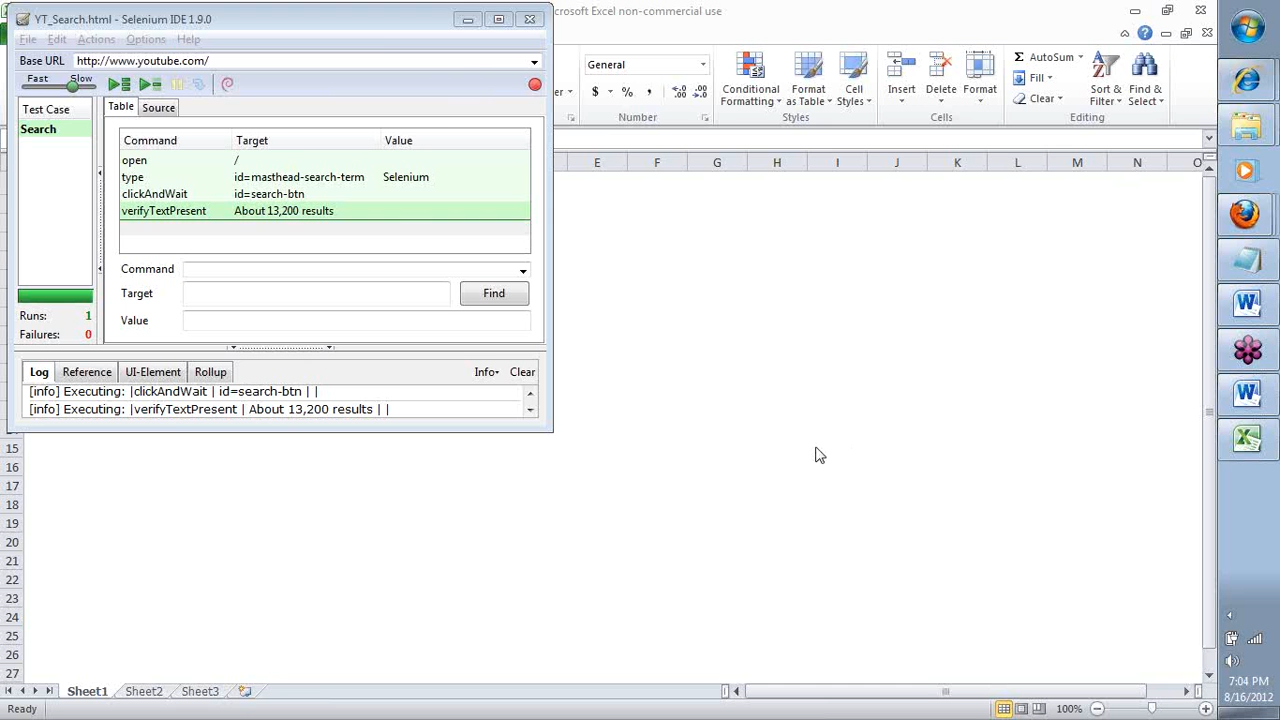 YT_Search.html - Selenium IDE 1.9.0
File Edit Actions Options Help
Base URL http://www.youtube.com/
Fast Slow
Test Case
Search
Runs: 1
Failures: 0
Table Source
Command Target Value
open /
type id=masthead-search-term Selenium
clickAndWait id=search-btn
verifyTextPresent About 13,200 results
Command
Target Find
Value
Log Reference UI-Element Rollup Info Clear
[info] Executing: |clickAndWait | id=search-btn | |
[info] Executing: |verifyTextPresent | About 13,200 results | |
osoft Excel non-commercial use
General
$ % , .00
Number
Conditional Formatting
Format as Table
Cell Styles
Styles
Insert Delete Format
Cells
Σ AutoSum
Fill
Clear
Sort & Filter
Find & Select
Editing
E F G H I J K L M N O
15
16
17
18
19
20
21
22
23
24
25
26
27
Sheet1 Sheet2 Sheet3
Ready 100%
7:04 PM
8/16/2012